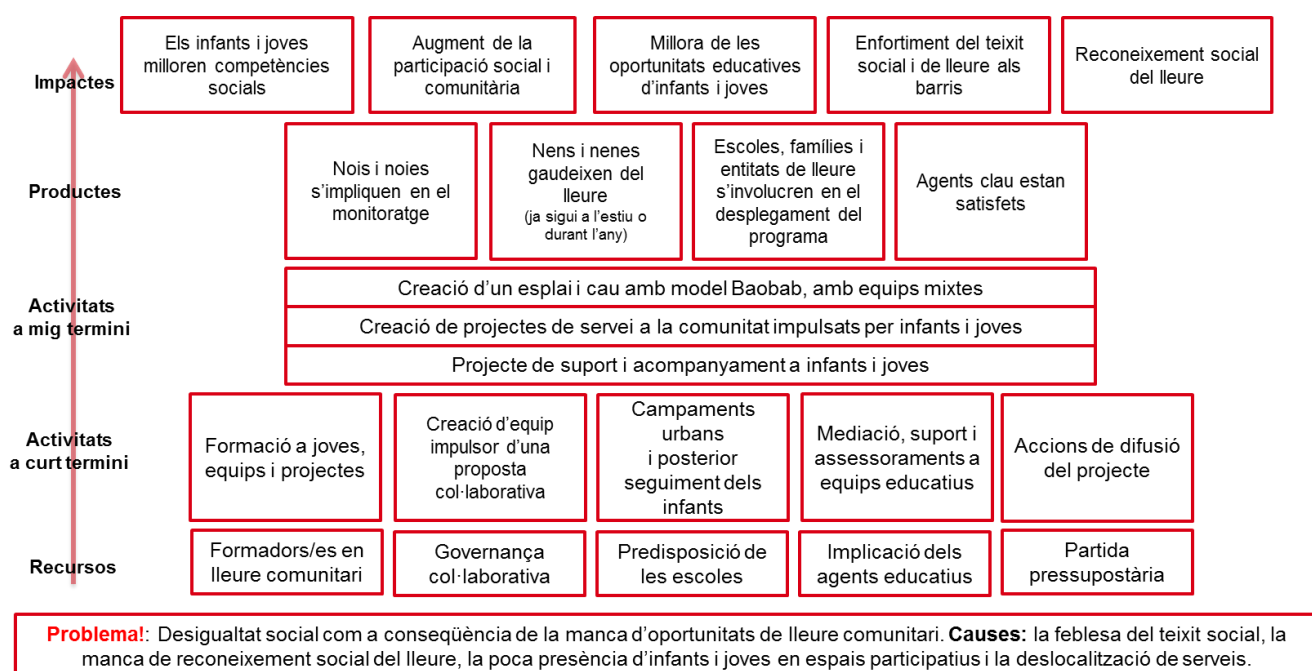 Impactes
Els infants i joves
milloren competències
socials
Augment de la
participació social i
comunitària
Millora de les
oportunitats educatives
d'infants i joves
Enfortiment del teixit
social i de lleure als
barris
Reconeixement social
del lleure
Productes
Nois i noies
s'impliquen en el
monitoratge
Nens i nenes
gaudeixen del
lleure
(ja sigui a l'estiu o
durant l'any)
Escoles, famílies i
entitats de lleure
s'involucren en el
desplegament del
programa
Agents clau estan
satisfets
Activitats
a mig termini
Creació d'un esplai i cau amb model Baobab, amb equips mixtes
Creació de projectes de servei a la comunitat impulsats per infants i joves
Projecte de suport i acompanyament a infants i joves
Activitats
a curt termini
Formació a joves,
equips i projectes
Creació d'equip
impulsor d'una
proposta
col·laborativa
Campaments
urbans
i posterior
seguiment dels
infants
Mediació, suport i
assessoraments a
equips educatius
Accions de difusió
del projecte
Recursos
Formadors/es en
lleure comunitari
Governança
col·laborativa
Predisposició de
les escoles
Implicació dels
agents educatius
Partida
pressupostària
Problema!: Desigualtat social com a conseqüència de la manca d'oportunitats de lleure comunitari. Causes: la feblesa del teixit social, la
manca de reconeixement social del lleure, la poca presència d'infants i joves en espais participatius i la deslocalització de serveis.